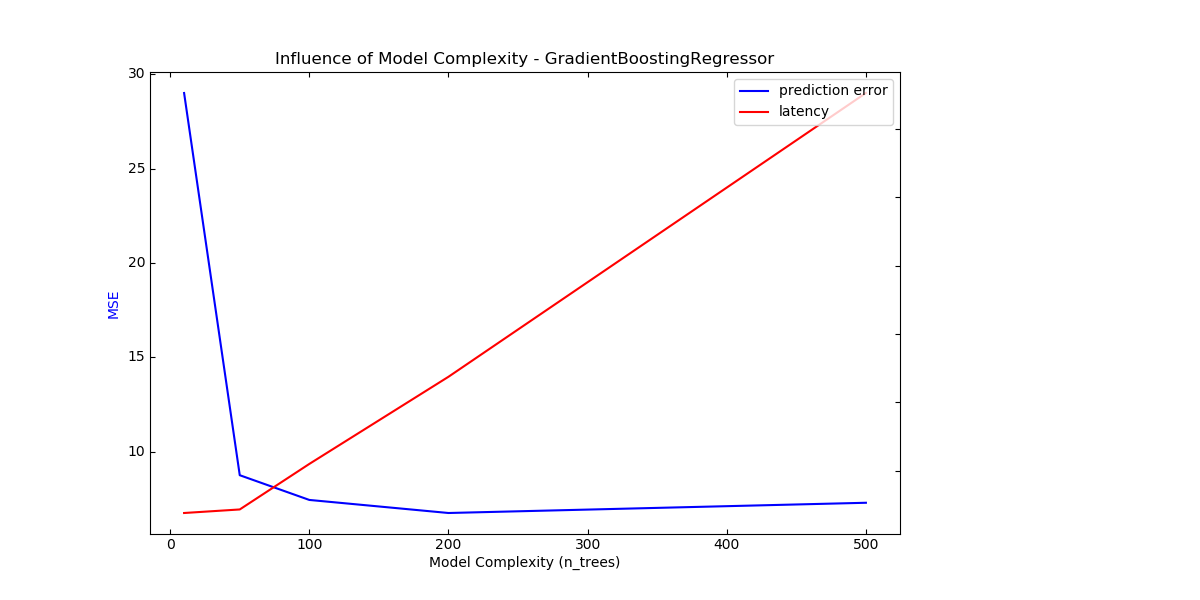 Influence of Model Complexity - GradientBoostingRegressor
prediction error
latency
30
25
20
15
10
MSE
0 100 200 300 400 500
Model Complexity (n_trees)